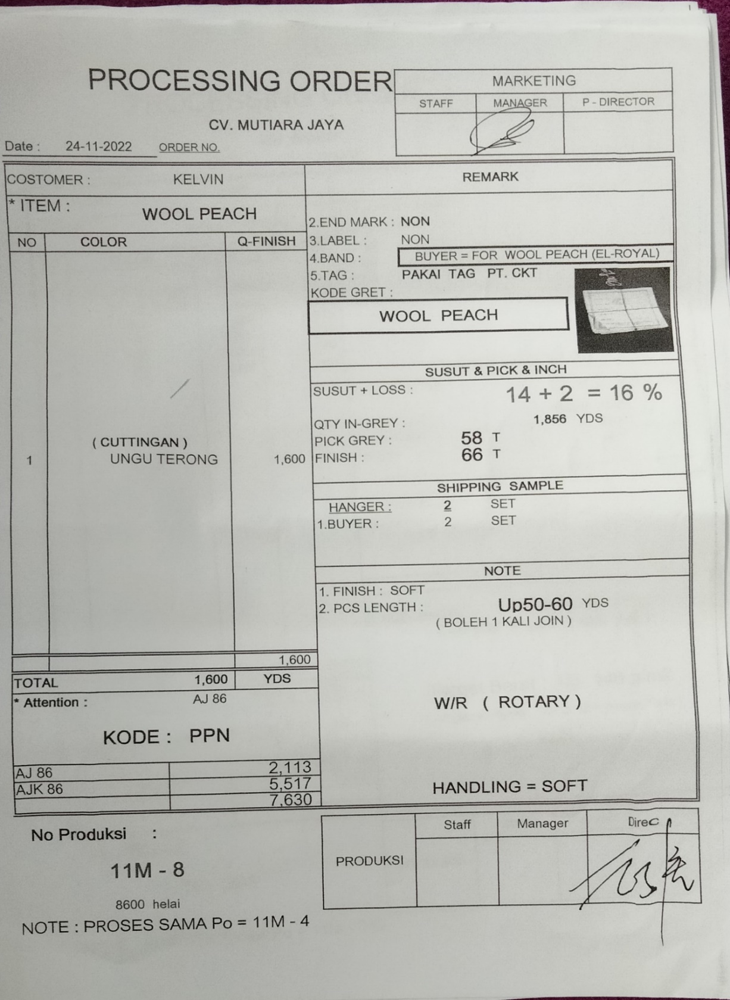 PROCESSING ORDER
MARKETING
STAFF MANAGER P - DIRECTOR
CV. MUTIARA JAYA
Date : 24-11-2022 ORDER NO.
COSTOMER : KELVIN
REMARK
* ITEM : WOOL PEACH
NO COLOR Q-FINISH
1
( CUTTINGAN )
UNGU TERONG 1,600
1,600
TOTAL 1,600 YDS
* Attention : AJ 86
KODE : PPN
AJ 86 2,113
AJK 86 5,517
7,630
2.END MARK : NON
3.LABEL : NON
4.BAND : BUYER = FOR WOOL PEACH (EL-ROYAL)
5.TAG : PAKAI TAG PT. CKT
KODE GRET :
WOOL PEACH
SUSUT & PICK & INCH
SUSUT + LOSS : 14 + 2 = 16 %
QTY IN-GREY : 1,856 YDS
PICK GREY : 58 T
FINISH : 66 T
SHIPPING SAMPLE
HANGER : 2 SET
1.BUYER : 2 SET
NOTE
1. FINISH : SOFT
2. PCS LENGTH : Up50-60 YDS
( BOLEH 1 KALI JOIN )
W/R ( ROTARY )
HANDLING = SOFT
No Produksi :
11M - 8
8600 helai
NOTE : PROSES SAMA Po = 11M - 4
PRODUKSI
Staff Manager Direc